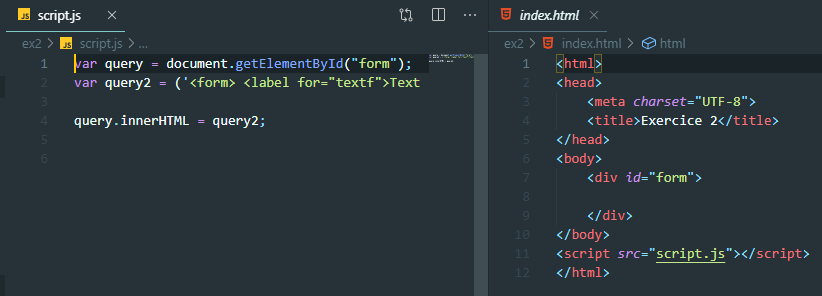 script.js
ex2 > script.js > ...
1 var query = document.getElementById("form");
2 var query2 = ('<form> <label for="textf">Text
3
4 query.innerHTML = query2;
5
6
index.html
ex2 > index.html > html
1 <html>
2 <head>
3 <meta charset="UTF-8">
4 <title>Exercice 2</title>
5 </head>
6 <body>
7 <div id="form">
8
9 </div>
10 </body>
11 <script src="script.js"></script>
12 </html>